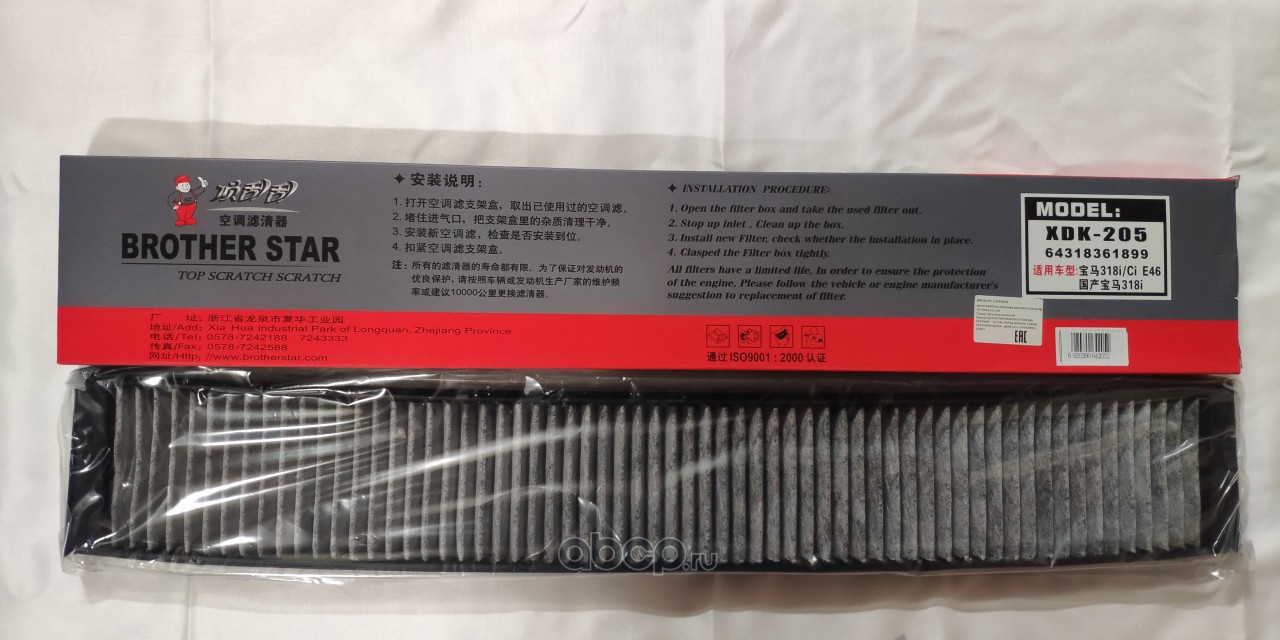 空调滤清器
BROTHER STAR
TOP SCRATCH SCRATCH
厂 址: 浙江省龙泉市夏华工业园
地址/Add: Xia Hua Industrial Park of Longquan, Zhejiang Province
电话/Tel: 0578-7242188 7243333
传真/Fax: 0578-7242588
网址/Http: //www.brotherstar.com
✦ 安装说明:
1. 打开空调滤支架盒,取出已使用过的空调滤。
2. 堵住进气口,把支架盒里的杂质清理干净。
3. 安装新空调滤,检查是否安装到位。
4. 扣紧空调滤支架盒。
注: 所有的滤清器的寿命都有限。为了保证对发动机的
优良保护,请按照车辆或发动机生产厂家的维护频
率或建议10000公里更换滤清器。
✦ INSTALLATION PROCEDURE:
1. Open the filter box and take the used filter out.
2. Stop up inlet , Clean up the box.
3. Install new Filter, check whether the installation in place.
4. Clasped the Filter box tightly.
All filters have a limited life. In order to ensure the protection
of the engine, Please follow the vehicle or engine manufacturer's
suggestion to replacement of filter.
通过 ISO9001 : 2000 认证
MODEL:
XDK-205
64318361899
适用车型: 宝马318i/Ci E46
国产宝马318i
EAC
abcp.ru